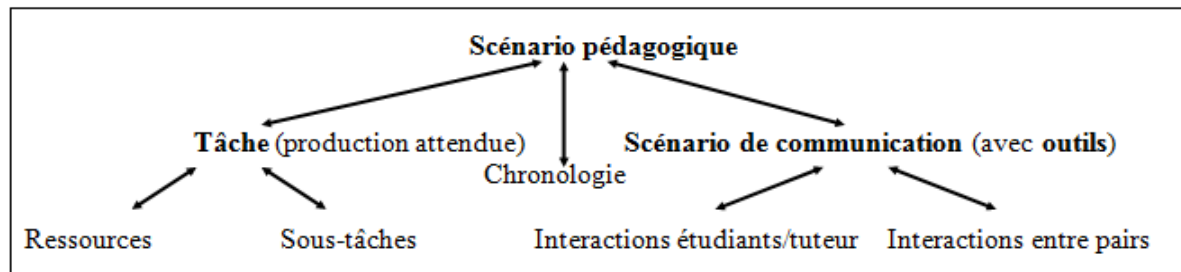 Scénario pédagogique
Tâche (production attendue)
Scénario de communication (avec outils)
Chronologie
Ressources
Sous-tâches
Interactions étudiants/tuteur
Interactions entre pairs